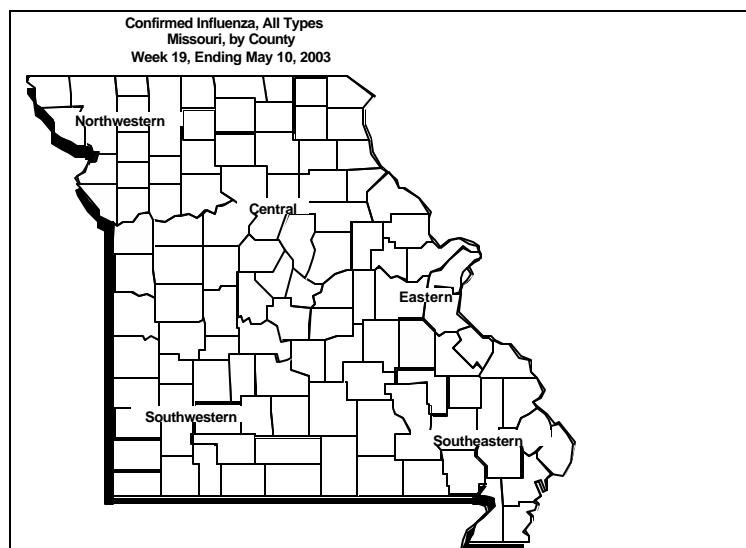 Confirmed Influenza, All Types
Missouri, by County
Week 19, Ending May 10, 2003
Northwestern
Central
Eastern
Southwestern
Southeastern